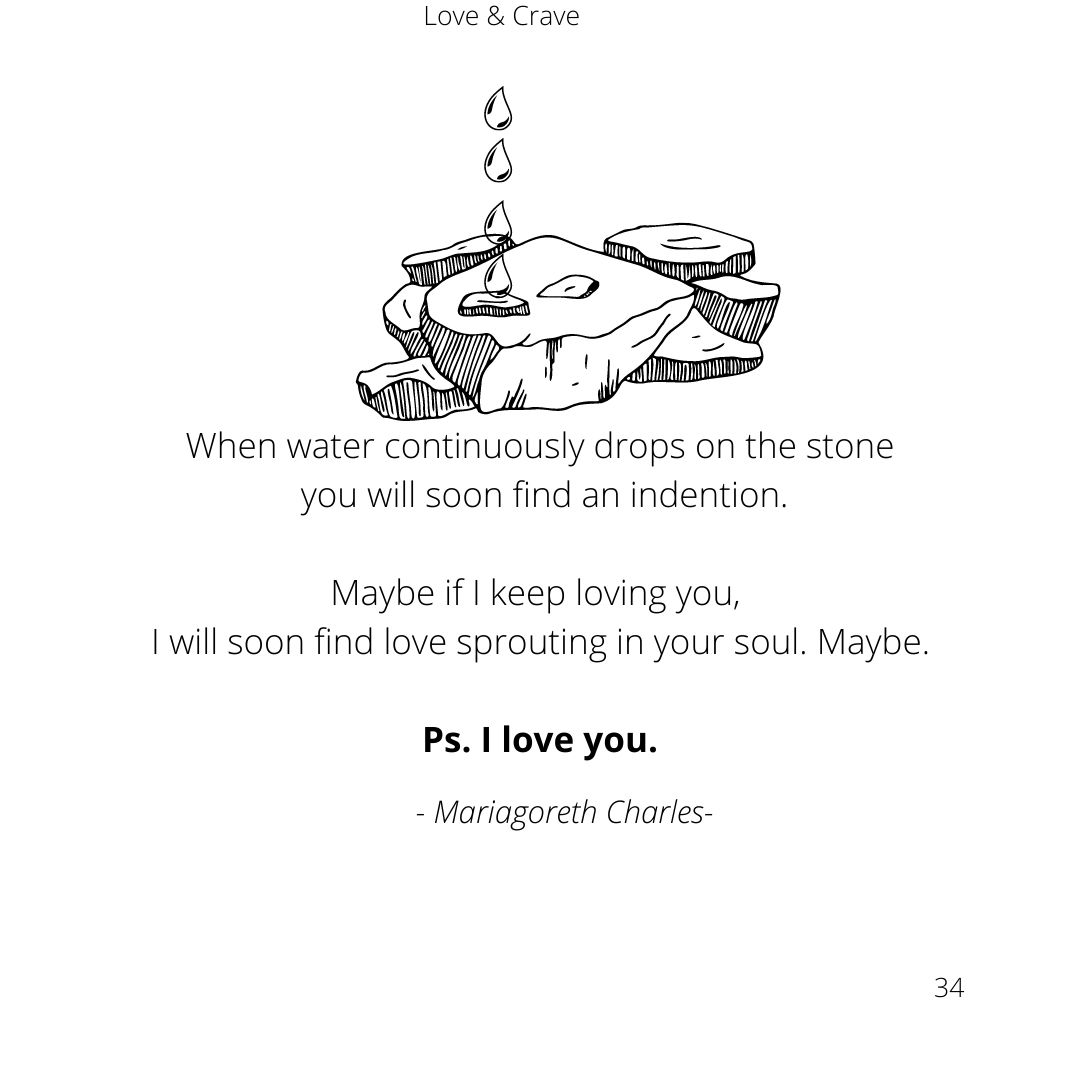 Love & Crave
When water continuously drops on the stone
you will soon find an indention.
Maybe if I keep loving you,
I will soon find love sprouting in your soul. Maybe.
Ps. I love you.
- Mariagoreth Charles-
34